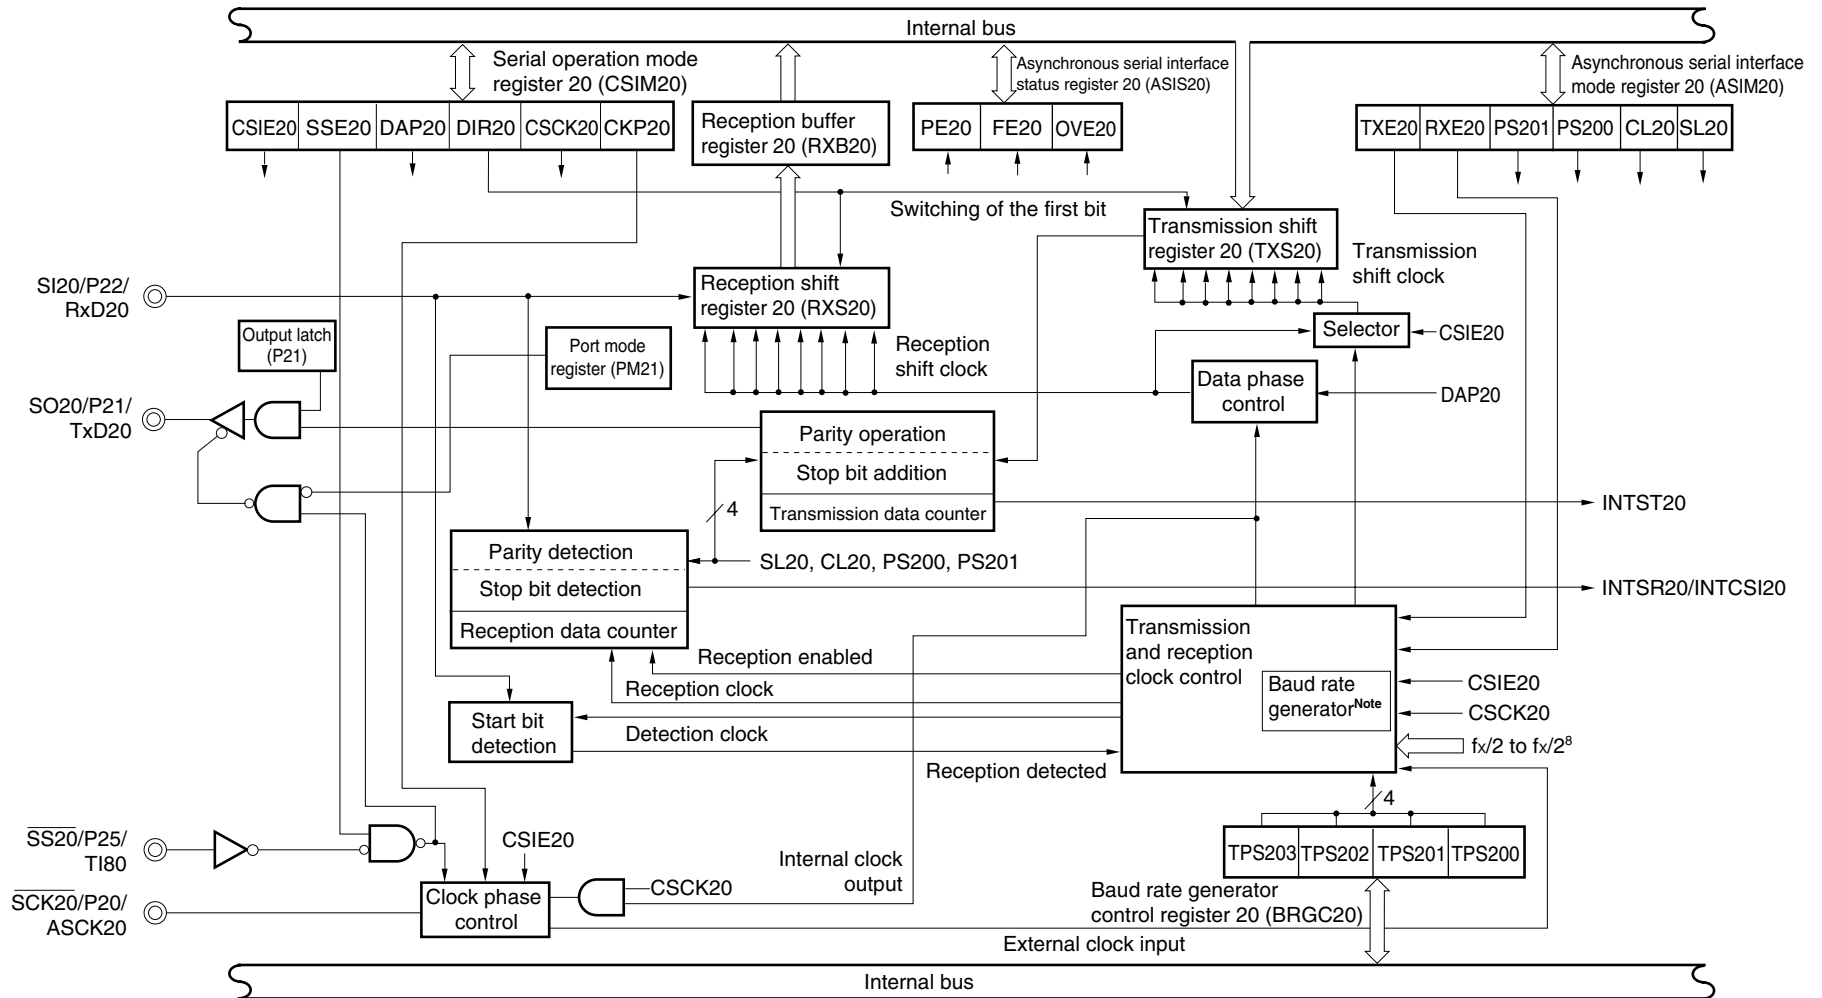 Internal bus
Serial operation mode
register 20 (CSIM20)
Asynchronous serial interface
status register 20 (ASIS20)
Asynchronous serial interface
mode register 20 (ASIM20)
CSIE20 SSE20 DAP20 DIR20 CSCK20 CKP20
Reception buffer
register 20 (RXB20)
PE20 FE20 OVE20
TXE20 RXE20 PS201 PS200 CL20 SL20
Switching of the first bit
Transmission shift
register 20 (TXS20)
Transmission
shift clock
SI20/P22/
RxD20
Reception shift
register 20 (RXS20)
Selector
CSIE20
Output latch
(P21)
Port mode
register (PM21)
Reception
shift clock
Data phase
control
DAP20
SO20/P21/
TxD20
Parity operation
Stop bit addition
Transmission data counter
4
INTST20
Parity detection
Stop bit detection
Reception data counter
SL20, CL20, PS200, PS201
INTSR20/INTCSI20
Transmission
and reception
clock control
Baud rate
generatorNote
Reception enabled
Reception clock
CSIE20
CSCK20
Start bit
detection
Detection clock
fx/2 to fx/2⁸
Reception detected
4
SS20/P25/
TI80
CSIE20
TPS203 TPS202 TPS201 TPS200
Internal clock
output
CSCK20
SCK20/P20/
ASCK20
Clock phase
control
Baud rate generator
control register 20 (BRGC20)
External clock input
Internal bus